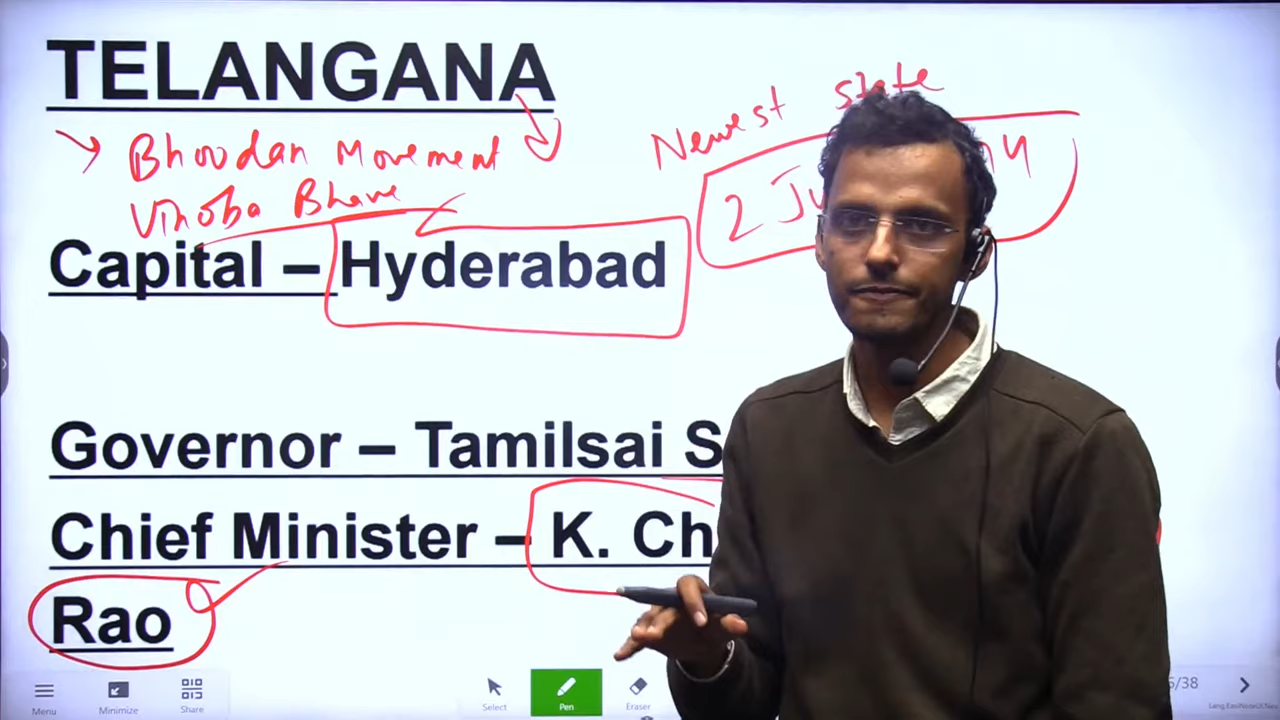 TELANGANA
Newest state
Bhoodan Movement
Vinoba Bhave
2
Capital – Hyderabad
Governor – Tamilsai S
Chief Minister – K. Ch
Rao
Menu
Minimize
Share
Select
Pen
Eraser
/38